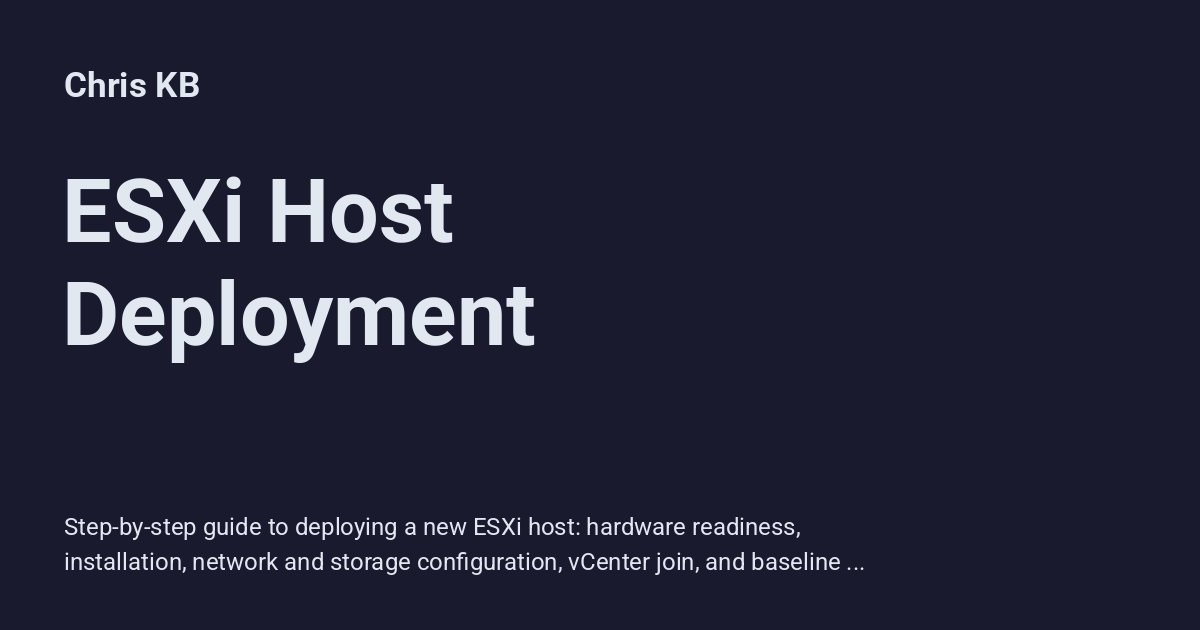 Chris KB
ESXi Host
Deployment
Step-by-step guide to deploying a new ESXi host: hardware readiness,
installation, network and storage configuration, vCenter join, and baseline ...